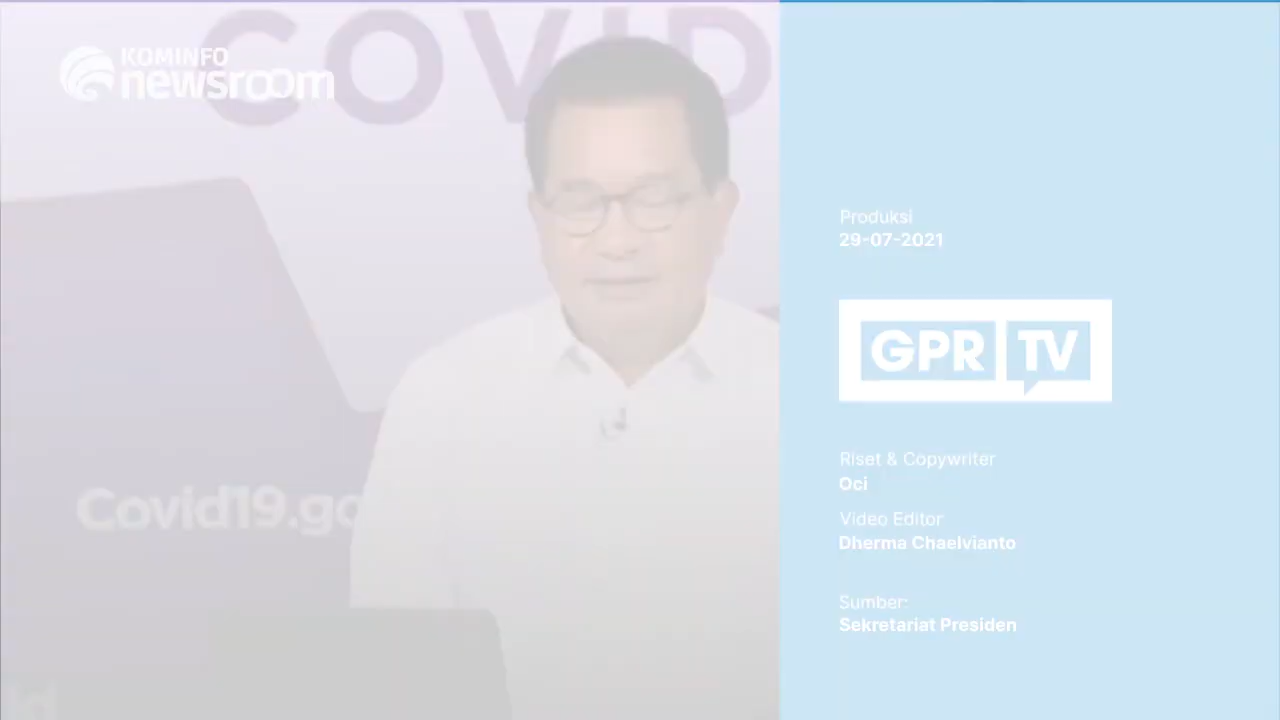 COVID
KOMINFO
newsroom
Covid19.go
id
Produksi
29-07-2021
GPR TV
Riset & Copywriter
Oci
Video Editor
Dherma Chaelvianto
Sumber:
Sekretariat Presiden